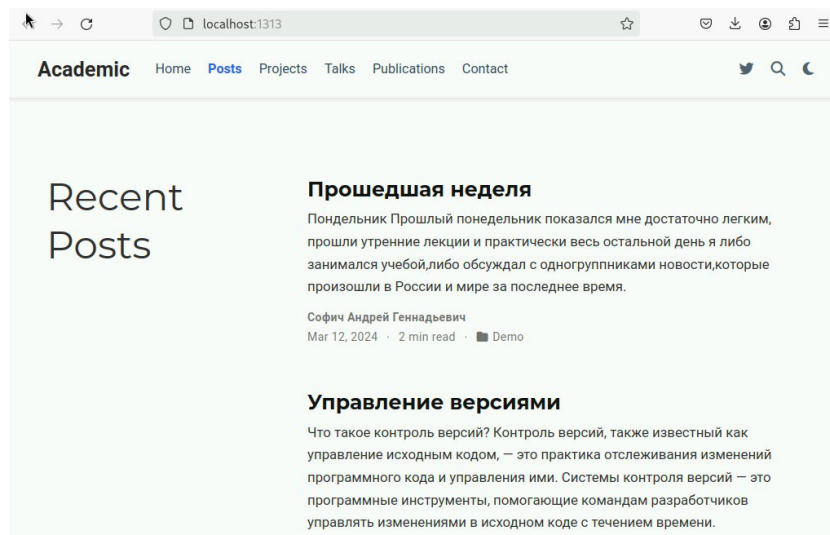 localhost:1313
Academic Home Posts Projects Talks Publications Contact
Recent
Posts
Прошедшая неделя
Пондельник Прошлый понедельник показался мне достаточно легким,
прошли утренние лекции и практически весь остальной день я либо
занимался учебой,либо обсуждал с одногруппниками новости,которые
произошли в России и мире за последнее время.
Софич Андрей Геннадьевич
Mar 12, 2024 · 2 min read · Demo
Управление версиями
Что такое контроль версий? Контроль версий, также известный как
управление исходным кодом, — это практика отслеживания изменений
программного кода и управления ими. Системы контроля версий — это
программные инструменты, помогающие командам разработчиков
управлять изменениями в исходном коде с течением времени.